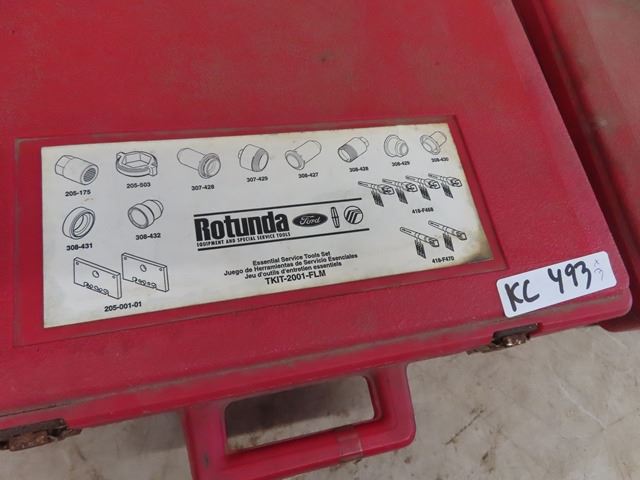 205-175
205-503
307-428
307-425
308-427
308-428
308-429
308-430
308-431
308-432
418-F468
418-F470
205-001-01
Rotunda
Ford
EQUIPMENT AND SPECIAL SERVICE TOOLS
Essential Service Tools Set
Juego de Herramientas de Servicio Esenciales
Jeu d'outils d'entretien essentiels
TKIT-2001-FLM
KC 493